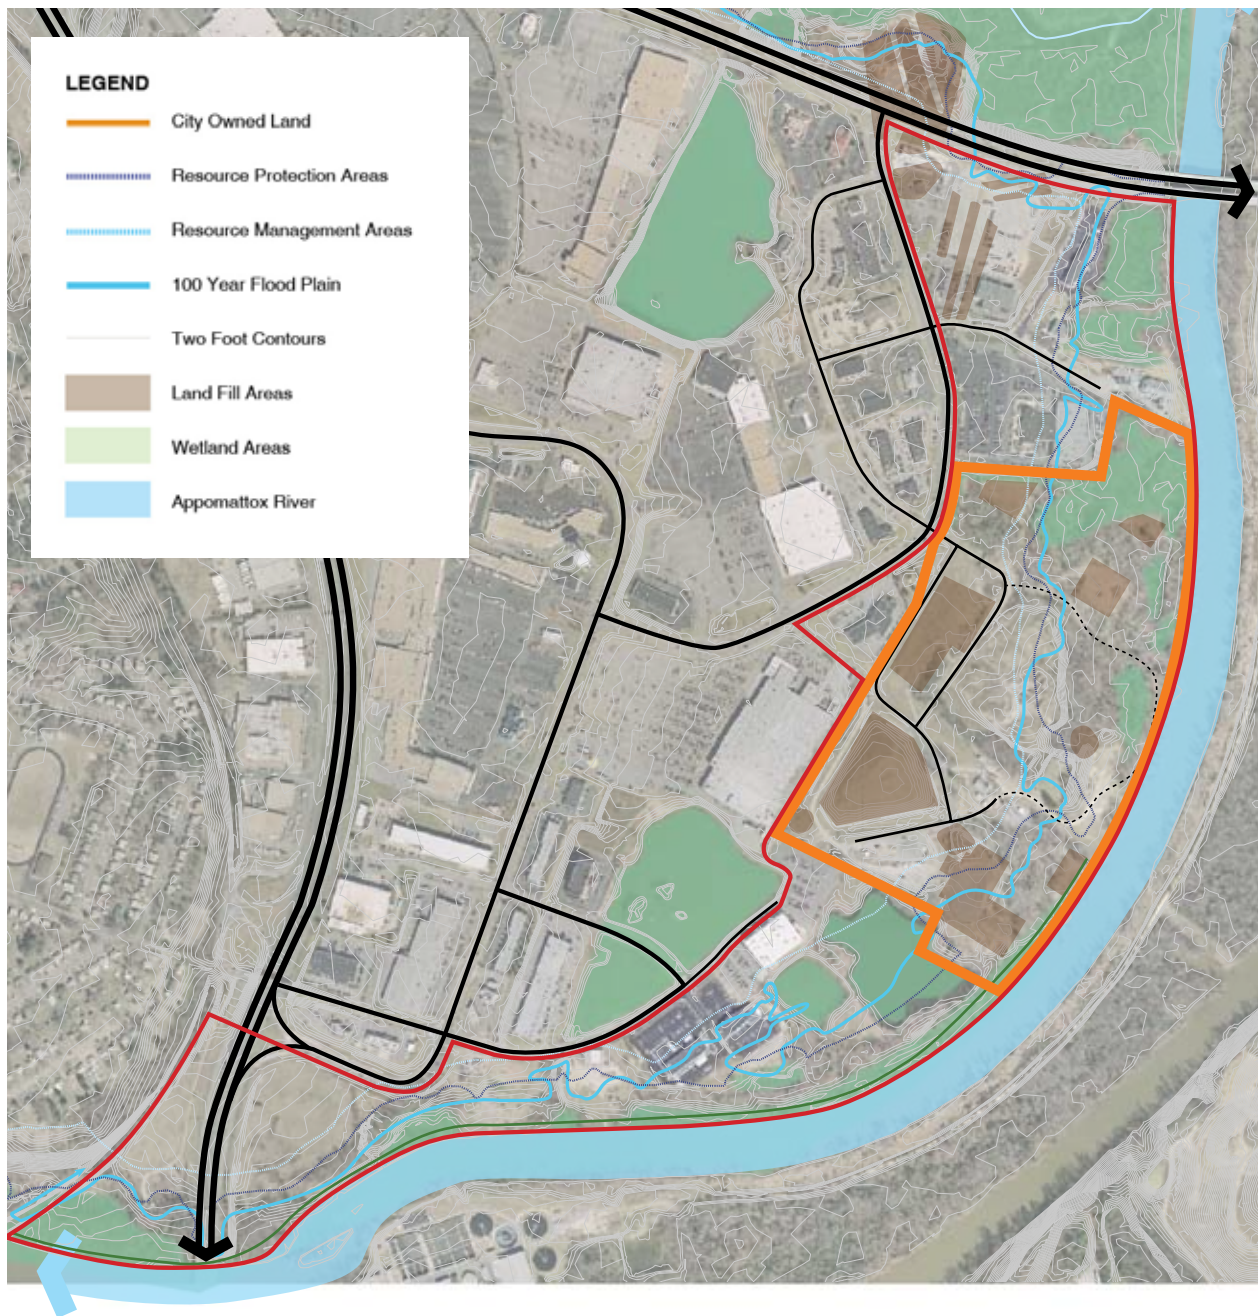 LEGEND
City Owned Land
Resource Protection Areas
Resource Management Areas
100 Year Flood Plain
Two Foot Contours
Land Fill Areas
Wetland Areas
Appomattox River